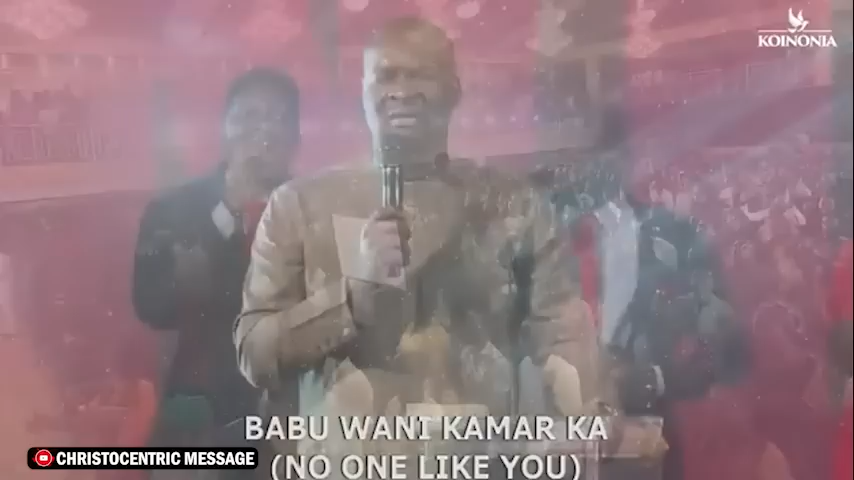 KOINONIA
BABU WANI KAMAR KA
(NO ONE LIKE YOU)
CHRISTOCENTRIC MESSAGE